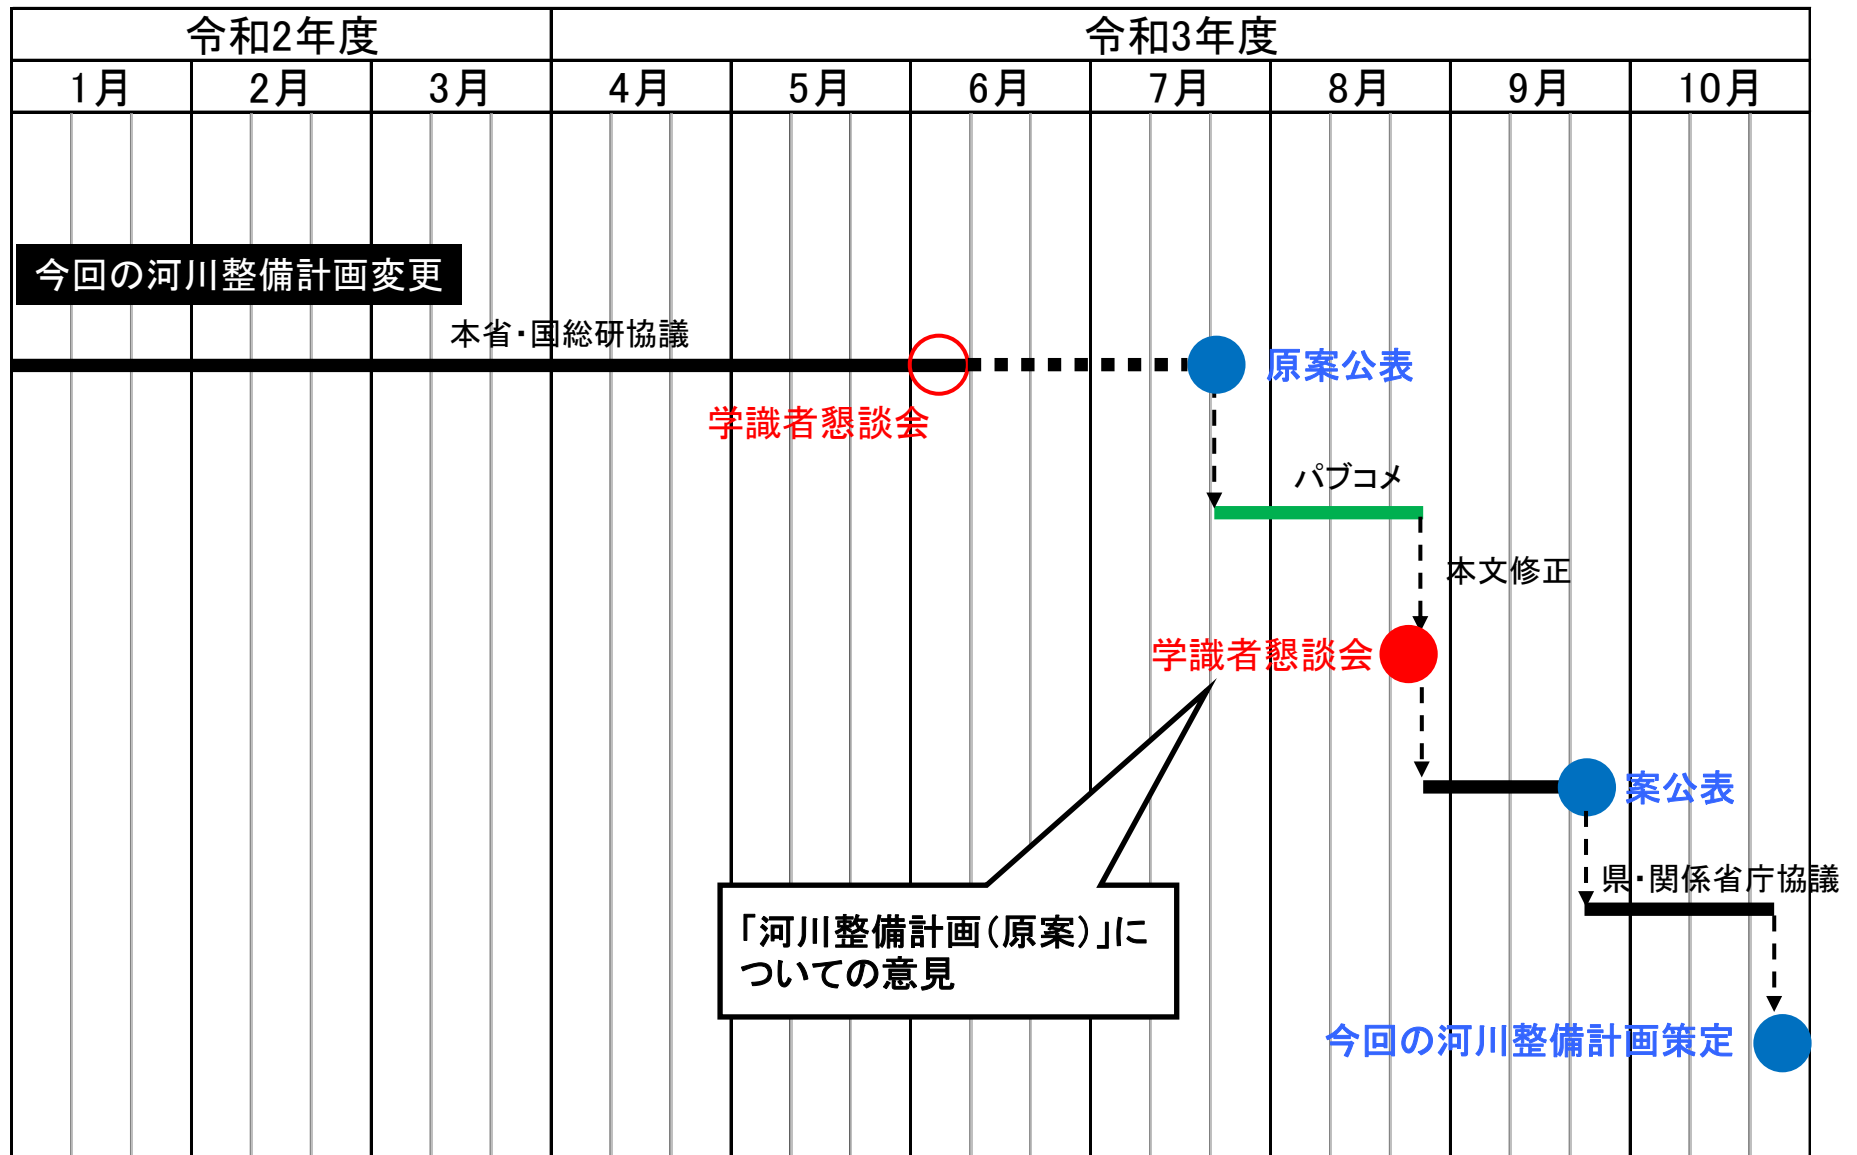 令和2年度
令和3年度
1月
2月
3月
4月
5月
6月
7月
8月
9月
10月
今回の河川整備計画変更
本省・国総研協議
原案公表
学識者懇談会
パブコメ
本文修正
学識者懇談会
案公表
県・関係省庁協議
「河川整備計画(原案)」に
ついての意見
今回の河川整備計画策定